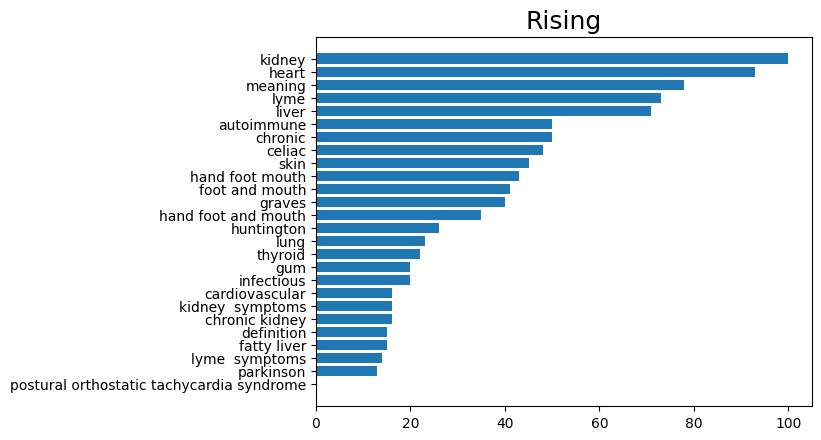 Rising
kidney
heart
meaning
lyme
liver
autoimmune
chronic
celiac
skin
hand foot mouth
foot and mouth
graves
hand foot and mouth
huntington
lung
thyroid
gum
infectious
cardiovascular
kidney  symptoms
chronic kidney
definition
fatty liver
lyme  symptoms
parkinson
postural orthostatic tachycardia syndrome
0 20 40 60 80 100